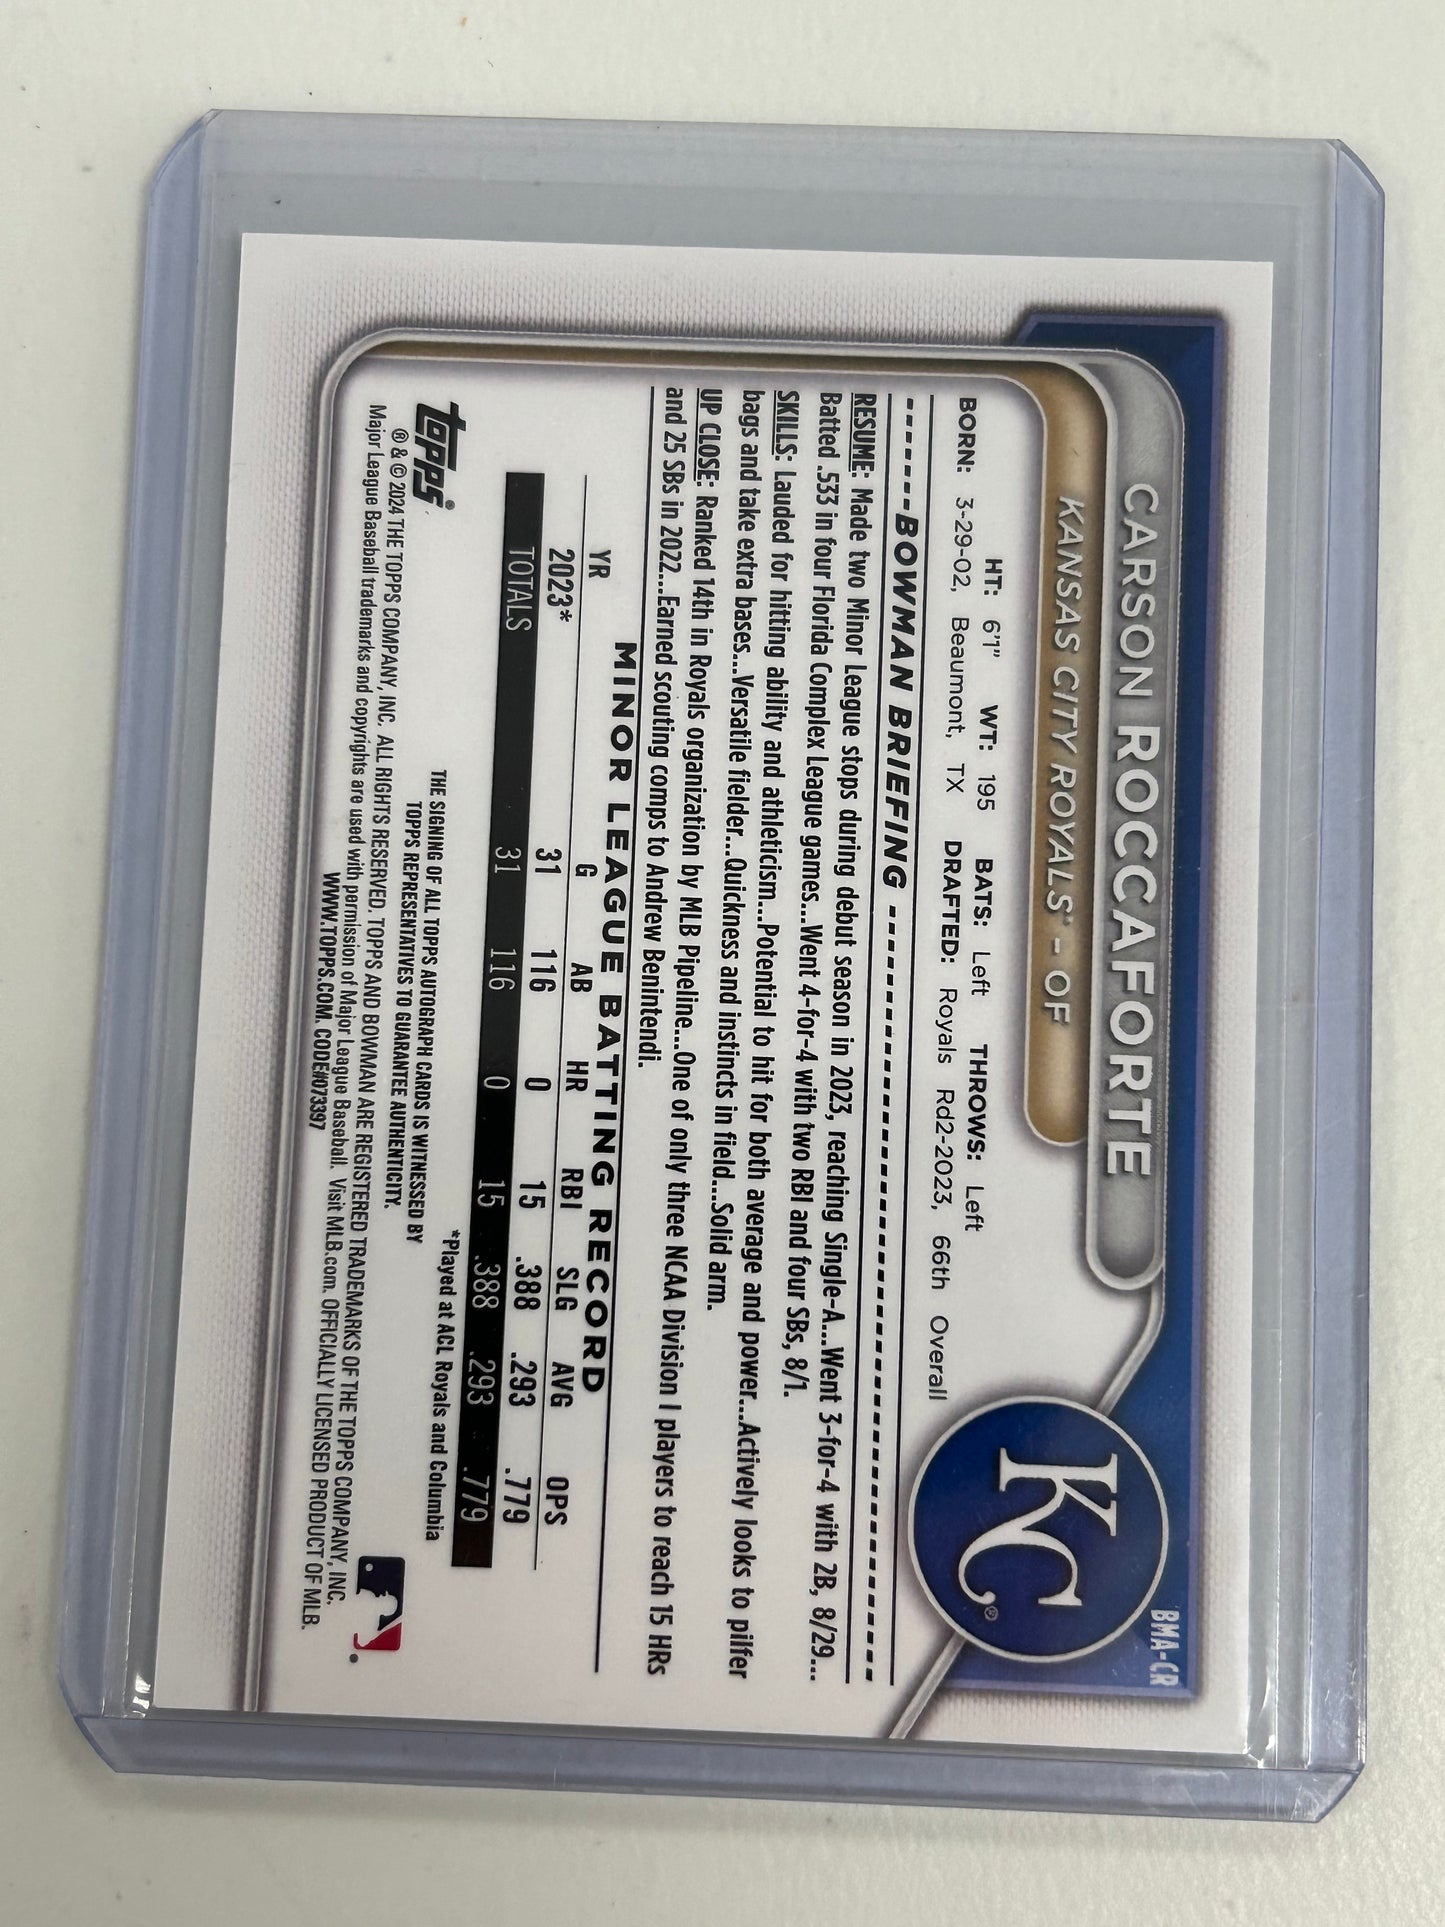 BMA-CR
CARSON ROCCAFORTE
KANSAS CITY ROYALS® - OF
KC®
HT: 6'1" WT: 195 BATS: Left THROWS: Left
BORN: 3-29-02, Beaumont, TX DRAFTED: Royals Rd2-2023, 66th Overall
BOWMAN BRIEFING
RESUME: Made two Minor League stops during debut season in 2023, reaching Single-A...Went 3-for-4 with 2B, 8/29...
Batted .533 in four Florida Complex League games...Went 4-for-4 with two RBI and four SBs, 8/1.
SKILLS: Lauded for hitting ability and athleticism...Potential to hit for both average and power...Actively looks to pilfer
bags and take extra bases...Versatile fielder...Quickness and instincts in field...Solid arm.
UP CLOSE: Ranked 14th in Royals organization by MLB Pipeline...One of only three NCAA Division I players to reach 15 HRs
and 25 SBs in 2022...Earned scouting comps to Andrew Benintendi.
MINOR LEAGUE BATTING RECORD
YR G AB HR RBI SLG AVG OPS
2023* 31 116 0 15 .388 .293 .779
TOTALS 31 116 0 15 .388 .293 .779
*Played at ACL Royals and Columbia
topps®
THE SIGNING OF ALL TOPPS AUTOGRAPH CARDS IS WITNESSED BY
TOPPS REPRESENTATIVES TO GUARANTEE AUTHENTICITY.
® & © 2024 THE TOPPS COMPANY, INC. ALL RIGHTS RESERVED. TOPPS AND BOWMAN ARE REGISTERED TRADEMARKS OF THE TOPPS COMPANY, INC.
Major League Baseball trademarks and copyrights are used with permission of Major League Baseball. Visit MLB.com. OFFICIALLY LICENSED PRODUCT OF MLB.
WWW.TOPPS.COM. CODE#073397